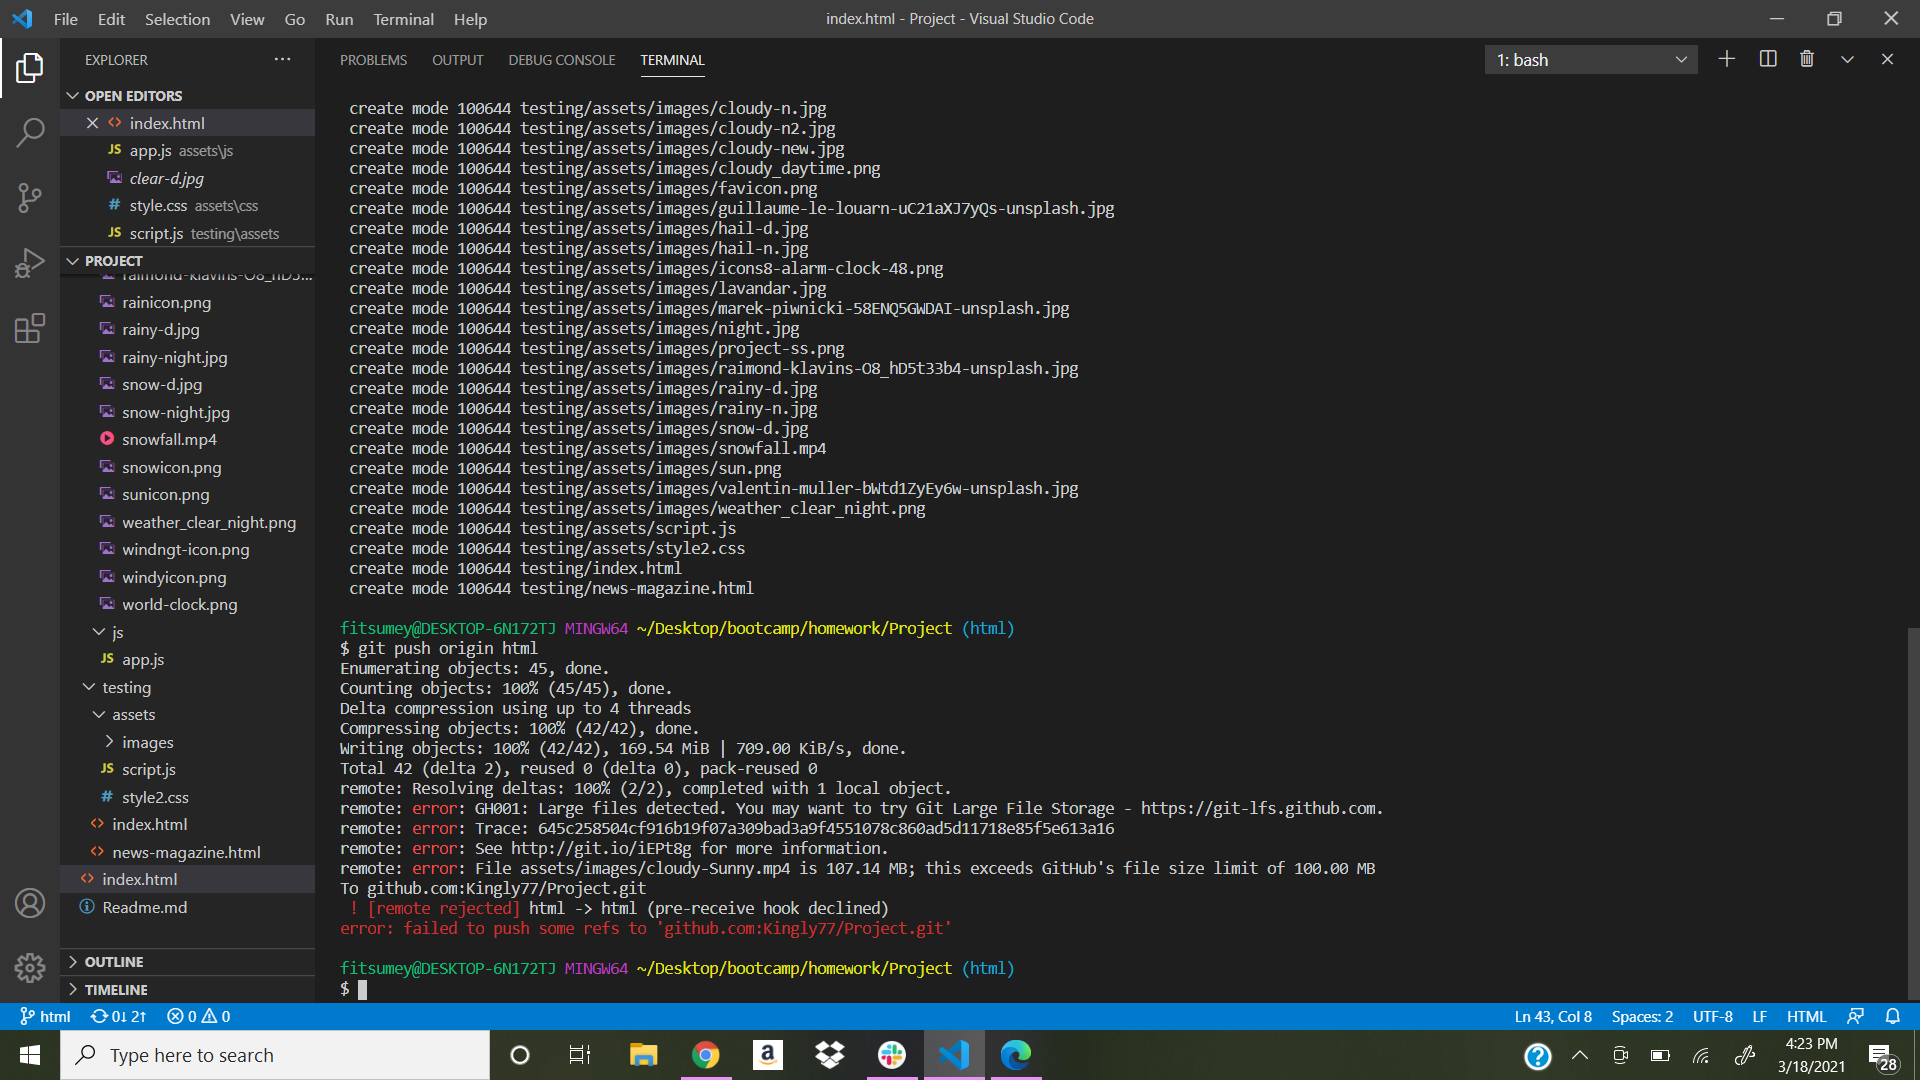 File Edit Selection View Go Run Terminal Help
index.html - Project - Visual Studio Code
EXPLORER
OPEN EDITORS
index.html
JS app.js assets\js
clear-d.jpg
# style.css assets\css
JS script.js testing\assets
PROJECT
raimond-klavins-O8_hD5...
rainicon.png
rainy-d.jpg
rainy-night.jpg
snow-d.jpg
snow-night.jpg
snowfall.mp4
snowicon.png
sunicon.png
weather_clear_night.png
windngt-icon.png
windyicon.png
world-clock.png
js
JS app.js
testing
assets
images
JS script.js
# style2.css
index.html
news-magazine.html
index.html
Readme.md
OUTLINE
TIMELINE
PROBLEMS OUTPUT DEBUG CONSOLE TERMINAL
1: bash
create mode 100644 testing/assets/images/cloudy-n.jpg
create mode 100644 testing/assets/images/cloudy-n2.jpg
create mode 100644 testing/assets/images/cloudy-new.jpg
create mode 100644 testing/assets/images/cloudy_daytime.png
create mode 100644 testing/assets/images/favicon.png
create mode 100644 testing/assets/images/guillaume-le-louarn-uC21aXJ7yQs-unsplash.jpg
create mode 100644 testing/assets/images/hail-d.jpg
create mode 100644 testing/assets/images/hail-n.jpg
create mode 100644 testing/assets/images/icons8-alarm-clock-48.png
create mode 100644 testing/assets/images/lavandar.jpg
create mode 100644 testing/assets/images/marek-piwnicki-58ENQ5GWDAI-unsplash.jpg
create mode 100644 testing/assets/images/night.jpg
create mode 100644 testing/assets/images/project-ss.png
create mode 100644 testing/assets/images/raimond-klavins-O8_hD5t33b4-unsplash.jpg
create mode 100644 testing/assets/images/rainy-d.jpg
create mode 100644 testing/assets/images/rainy-n.jpg
create mode 100644 testing/assets/images/snow-d.jpg
create mode 100644 testing/assets/images/snowfall.mp4
create mode 100644 testing/assets/images/sun.png
create mode 100644 testing/assets/images/valentin-muller-bWtd1ZyEy6w-unsplash.jpg
create mode 100644 testing/assets/images/weather_clear_night.png
create mode 100644 testing/assets/script.js
create mode 100644 testing/assets/style2.css
create mode 100644 testing/index.html
create mode 100644 testing/news-magazine.html
fitsumey@DESKTOP-6N172TJ MINGW64 ~/Desktop/bootcamp/homework/Project (html)
$ git push origin html
Enumerating objects: 45, done.
Counting objects: 100% (45/45), done.
Delta compression using up to 4 threads
Compressing objects: 100% (42/42), done.
Writing objects: 100% (42/42), 169.54 MiB | 709.00 KiB/s, done.
Total 42 (delta 2), reused 0 (delta 0), pack-reused 0
remote: Resolving deltas: 100% (2/2), completed with 1 local object.
remote: error: GH001: Large files detected. You may want to try Git Large File Storage - https://git-lfs.github.com.
remote: error: Trace: 645c258504cf916b19f07a309bad3a9f4551078c860ad5d11718e85f5e613a16
remote: error: See http://git.io/iEPt8g for more information.
remote: error: File assets/images/cloudy-Sunny.mp4 is 107.14 MB; this exceeds GitHub's file size limit of 100.00 MB
To github.com:Kingly77/Project.git
! [remote rejected] html -> html (pre-receive hook declined)
error: failed to push some refs to 'github.com:Kingly77/Project.git'
fitsumey@DESKTOP-6N172TJ MINGW64 ~/Desktop/bootcamp/homework/Project (html)
$
html 0↓ 2↑ 0 0
Ln 43, Col 8 Spaces: 2 UTF-8 LF HTML
Type here to search
4:23 PM
3/18/2021
28